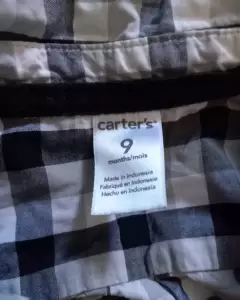 carter's®
9
months/mois
Made in Indonesia
Fabriqué en Indonésie
Hecho en Indonesia